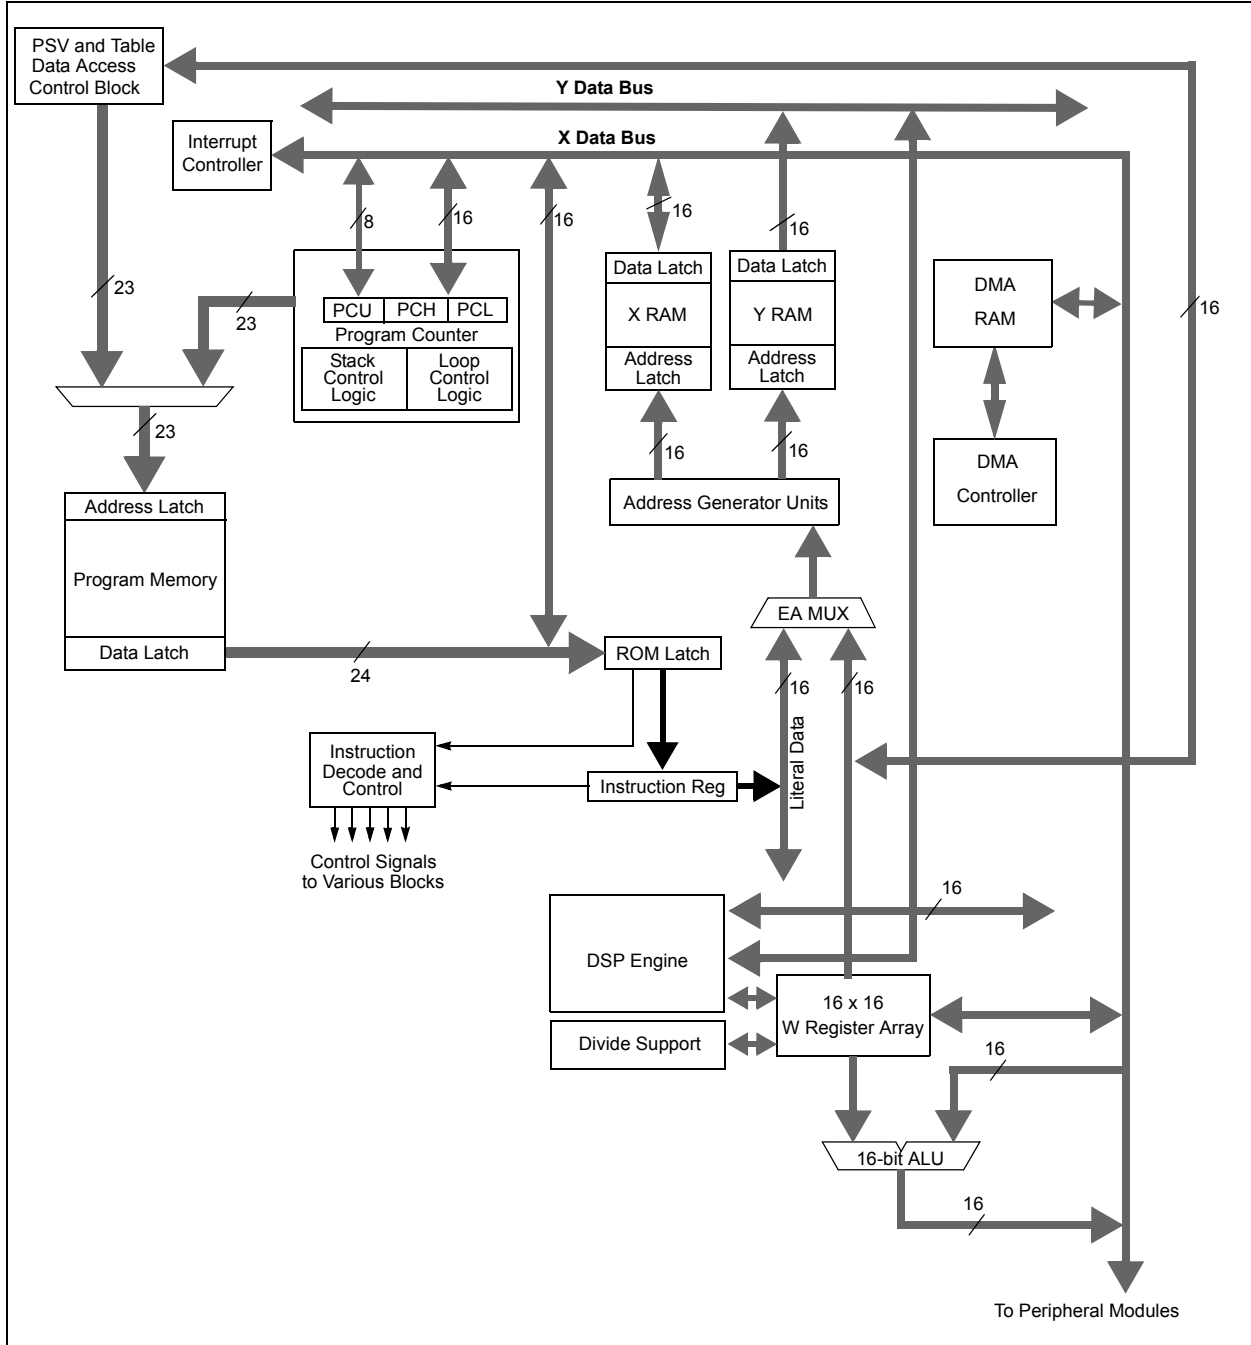 PSV and Table
Data Access
Control Block
Y Data Bus
X Data Bus
Interrupt
Controller
8
16
16
16
16
16
23
23
PCU
PCH
PCL
Program Counter
Stack
Control
Logic
Loop
Control
Logic
Data Latch
X RAM
Address
Latch
Data Latch
Y RAM
Address
Latch
DMA
RAM
23
16
16
DMA
Controller
Address Generator Units
Address Latch
Program Memory
Data Latch
24
ROM Latch
EA MUX
16
16
Literal Data
Instruction
Decode and
Control
Instruction Reg
Control Signals
to Various Blocks
16
DSP Engine
16 x 16
W Register Array
Divide Support
16
16-bit ALU
16
To Peripheral Modules